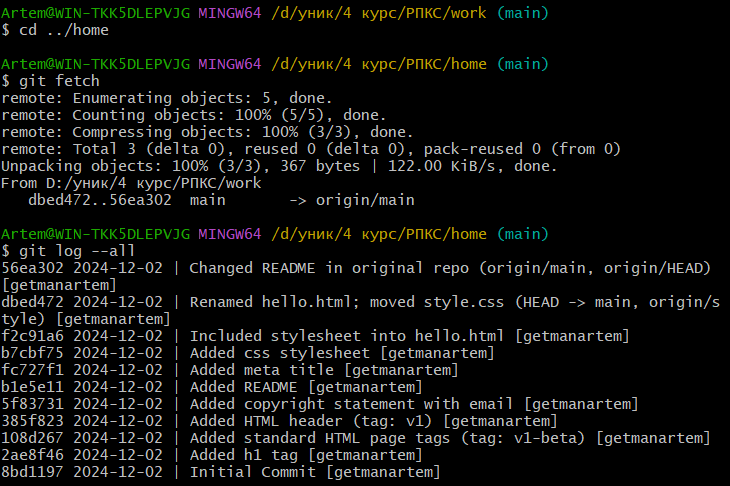 Artem@WIN-TKK5DLEPVJG MINGW64 /d/уник/4 курс/РПКС/work (main)
$ cd ../home
Artem@WIN-TKK5DLEPVJG MINGW64 /d/уник/4 курс/РПКС/home (main)
$ git fetch
remote: Enumerating objects: 5, done.
remote: Counting objects: 100% (5/5), done.
remote: Compressing objects: 100% (3/3), done.
remote: Total 3 (delta 0), reused 0 (delta 0), pack-reused 0 (from 0)
Unpacking objects: 100% (3/3), 367 bytes | 122.00 KiB/s, done.
From D:/уник/4 курс/РПКС/work
   dbed472..56ea302  main       -> origin/main
Artem@WIN-TKK5DLEPVJG MINGW64 /d/уник/4 курс/РПКС/home (main)
$ git log --all
56ea302 2024-12-02 | Changed README in original repo (origin/main, origin/HEAD)
[getmanartem]
dbed472 2024-12-02 | Renamed hello.html; moved style.css (HEAD -> main, origin/s
tyle) [getmanartem]
f2c91a6 2024-12-02 | Included stylesheet into hello.html [getmanartem]
b7cbf75 2024-12-02 | Added css stylesheet [getmanartem]
fc727f1 2024-12-02 | Added meta title [getmanartem]
b1e5e11 2024-12-02 | Added README [getmanartem]
5f83731 2024-12-02 | Added copyright statement with email [getmanartem]
385f823 2024-12-02 | Added HTML header (tag: v1) [getmanartem]
108d267 2024-12-02 | Added standard HTML page tags (tag: v1-beta) [getmanartem]
2ae8f46 2024-12-02 | Added h1 tag [getmanartem]
8bd1197 2024-12-02 | Initial Commit [getmanartem]